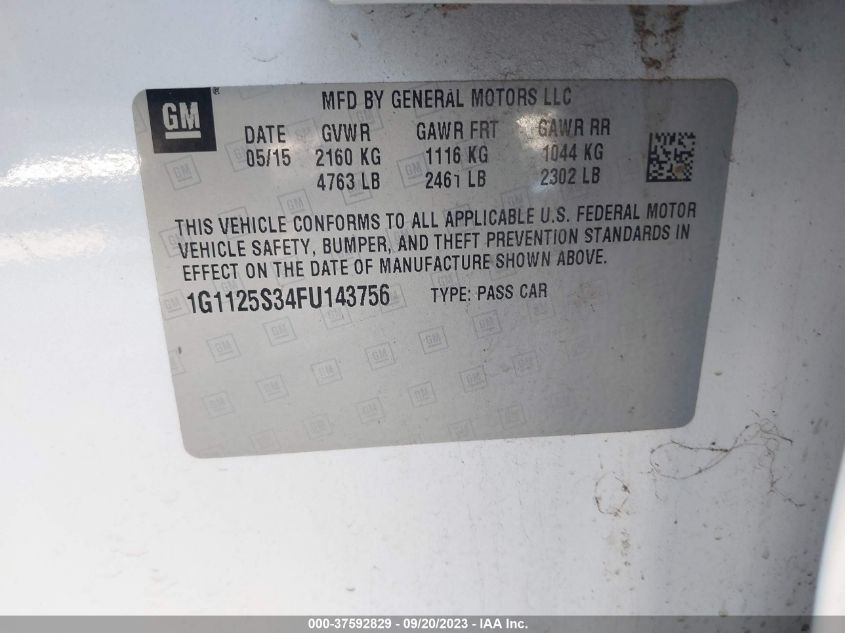 GM
MFD BY GENERAL MOTORS LLC
DATE GVWR GAWR FRT GAWR RR
05/15 2160 KG 1116 KG 1044 KG
4763 LB 2461 LB 2302 LB
THIS VEHICLE CONFORMS TO ALL APPLICABLE U.S. FEDERAL MOTOR
VEHICLE SAFETY, BUMPER, AND THEFT PREVENTION STANDARDS IN
EFFECT ON THE DATE OF MANUFACTURE SHOWN ABOVE.
1G1125S34FU143756 TYPE: PASS CAR
000-37592829 - 09/20/2023 - IAA Inc.